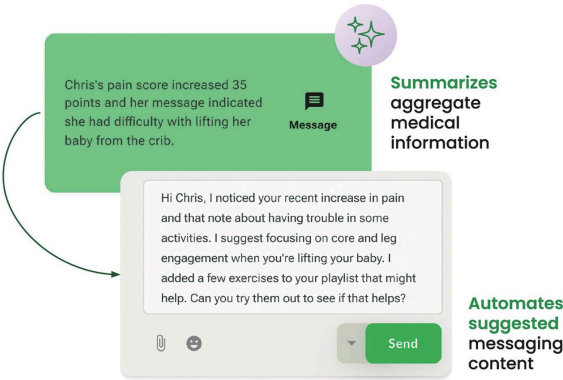 Chris's pain score increased 35
points and her message indicated
she had difficulty with lifting her
baby from the crib.
Message
Summarizes
aggregate
medical
information
Hi Chris, I noticed your recent increase in pain
and that note about having trouble in some
activities. I suggest focusing on core and leg
engagement when you're lifting your baby. I
added a few exercises to your playlist that might
help. Can you try them out to see if that helps?
Send
Automates
suggested
messaging
content